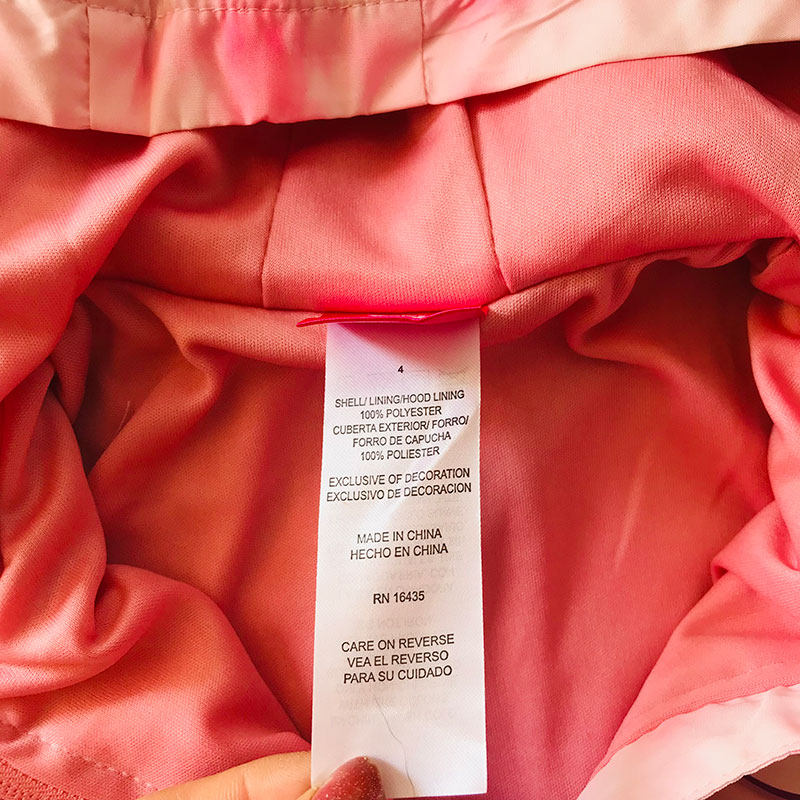 4
SHELL/ LINING/HOOD LINING
100% POLYESTER
CUBERTA EXTERIOR/ FORRO/
FORRO DE CAPUCHA
100% POLIESTER
EXCLUSIVE OF DECORATION
EXCLUSIVO DE DECORACION
MADE IN CHINA
HECHO EN CHINA
RN 16435
CARE ON REVERSE
VEA EL REVERSO
PARA SU CUIDADO